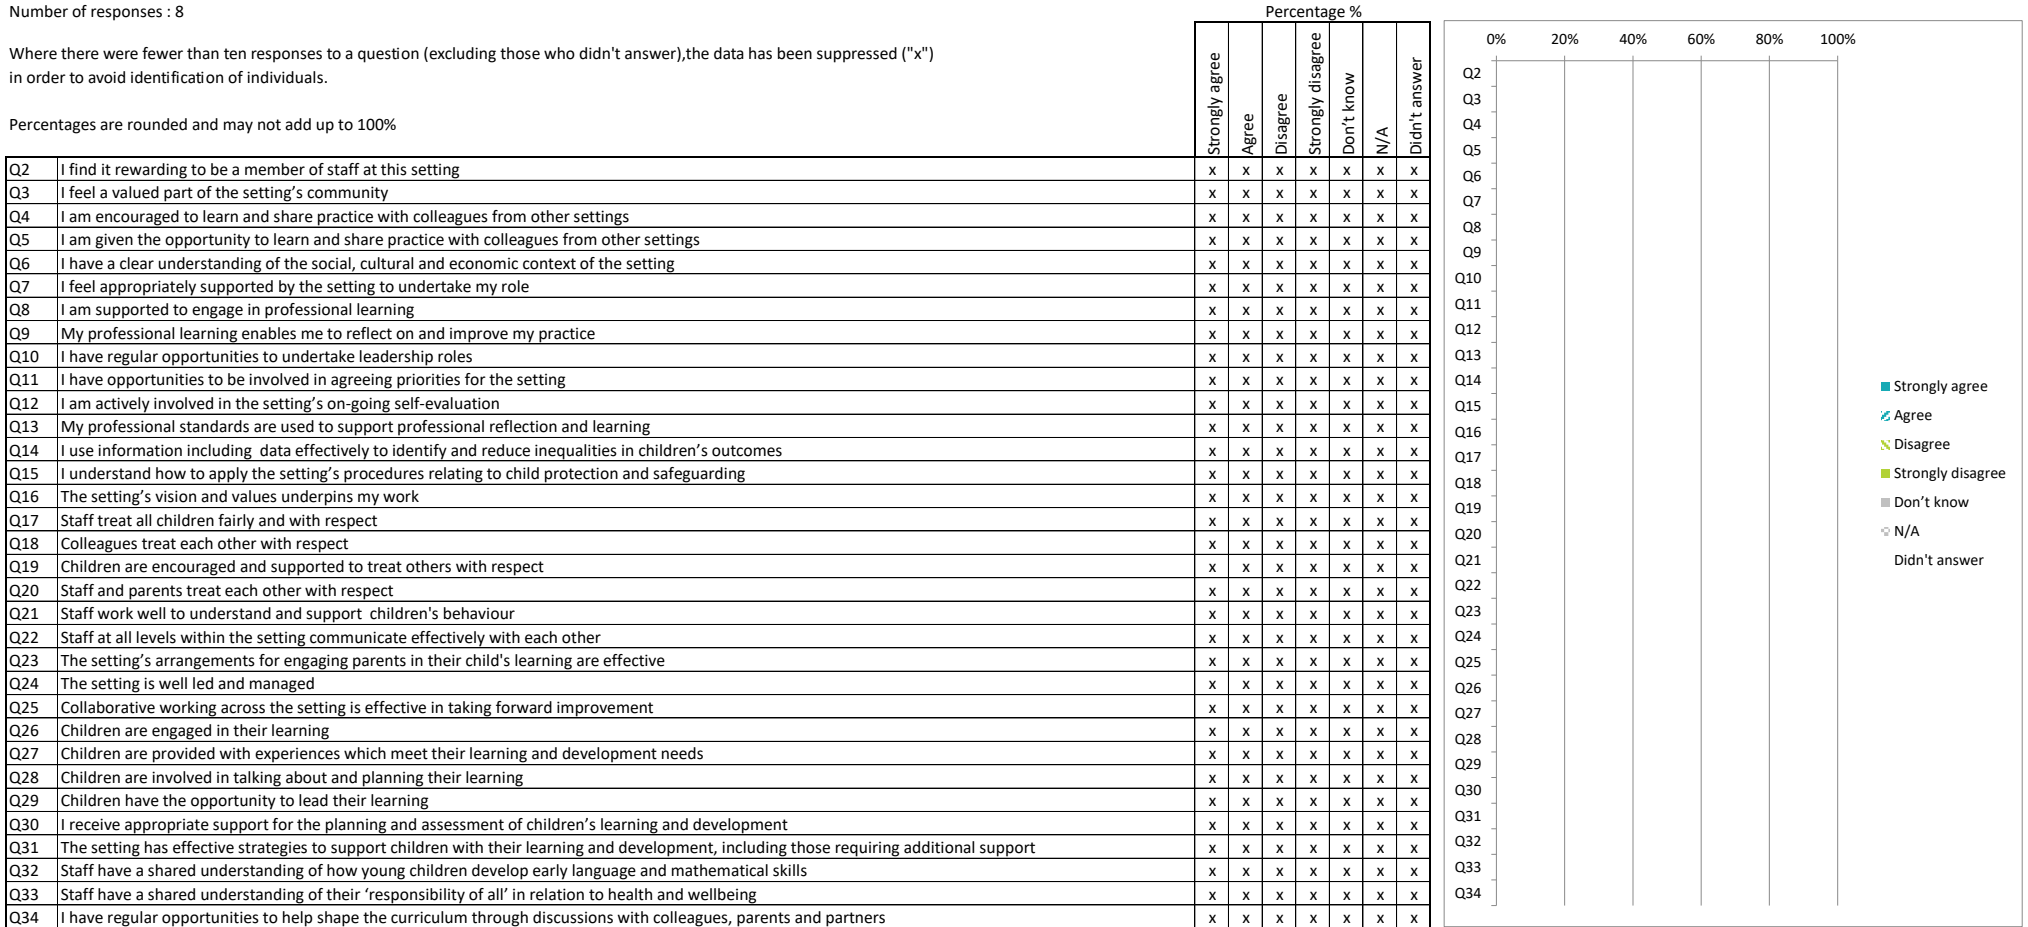 Number of responses : 8
Percentage %
Where there were fewer than ten responses to a question (excluding those who didn't answer),the data has been suppressed ("x")
in order to avoid identification of individuals.
Percentages are rounded and may not add up to 100%
Strongly agree
Agree
Disagree
Strongly disagree
Don't know
N/A
Didn't answer
Q2 I find it rewarding to be a member of staff at this setting x x x x x x x
Q3 I feel a valued part of the setting's community x x x x x x x
Q4 I am encouraged to learn and share practice with colleagues from other settings x x x x x x x
Q5 I am given the opportunity to learn and share practice with colleagues from other settings x x x x x x x
Q6 I have a clear understanding of the social, cultural and economic context of the setting x x x x x x x
Q7 I feel appropriately supported by the setting to undertake my role x x x x x x x
Q8 I am supported to engage in professional learning x x x x x x x
Q9 My professional learning enables me to reflect on and improve my practice x x x x x x x
Q10 I have regular opportunities to undertake leadership roles x x x x x x x
Q11 I have opportunities to be involved in agreeing priorities for the setting x x x x x x x
Q12 I am actively involved in the setting's on-going self-evaluation x x x x x x x
Q13 My professional standards are used to support professional reflection and learning x x x x x x x
Q14 I use information including  data effectively to identify and reduce inequalities in children's outcomes x x x x x x x
Q15 I understand how to apply the setting's procedures relating to child protection and safeguarding x x x x x x x
Q16 The setting's vision and values underpins my work x x x x x x x
Q17 Staff treat all children fairly and with respect x x x x x x x
Q18 Colleagues treat each other with respect x x x x x x x
Q19 Children are encouraged and supported to treat others with respect x x x x x x x
Q20 Staff and parents treat each other with respect x x x x x x x
Q21 Staff work well to understand and support  children's behaviour x x x x x x x
Q22 Staff at all levels within the setting communicate effectively with each other x x x x x x x
Q23 The setting's arrangements for engaging parents in their child's learning are effective x x x x x x x
Q24 The setting is well led and managed x x x x x x x
Q25 Collaborative working across the setting is effective in taking forward improvement x x x x x x x
Q26 Children are engaged in their learning x x x x x x x
Q27 Children are provided with experiences which meet their learning and development needs x x x x x x x
Q28 Children are involved in talking about and planning their learning x x x x x x x
Q29 Children have the opportunity to lead their learning x x x x x x x
Q30 I receive appropriate support for the planning and assessment of children's learning and development x x x x x x x
Q31 The setting has effective strategies to support children with their learning and development, including those requiring additional support x x x x x x x
Q32 Staff have a shared understanding of how young children develop early language and mathematical skills x x x x x x x
Q33 Staff have a shared understanding of their 'responsibility of all' in relation to health and wellbeing x x x x x x x
Q34 I have regular opportunities to help shape the curriculum through discussions with colleagues, parents and partners x x x x x x x
0% 20% 40% 60% 80% 100%
Q2
Q3
Q4
Q5
Q6
Q7
Q8
Q9
Q10
Q11
Q12
Q13
Q14
Q15
Q16
Q17
Q18
Q19
Q20
Q21
Q22
Q23
Q24
Q25
Q26
Q27
Q28
Q29
Q30
Q31
Q32
Q33
Q34
Strongly agree
Agree
Disagree
Strongly disagree
Don't know
N/A
Didn't answer